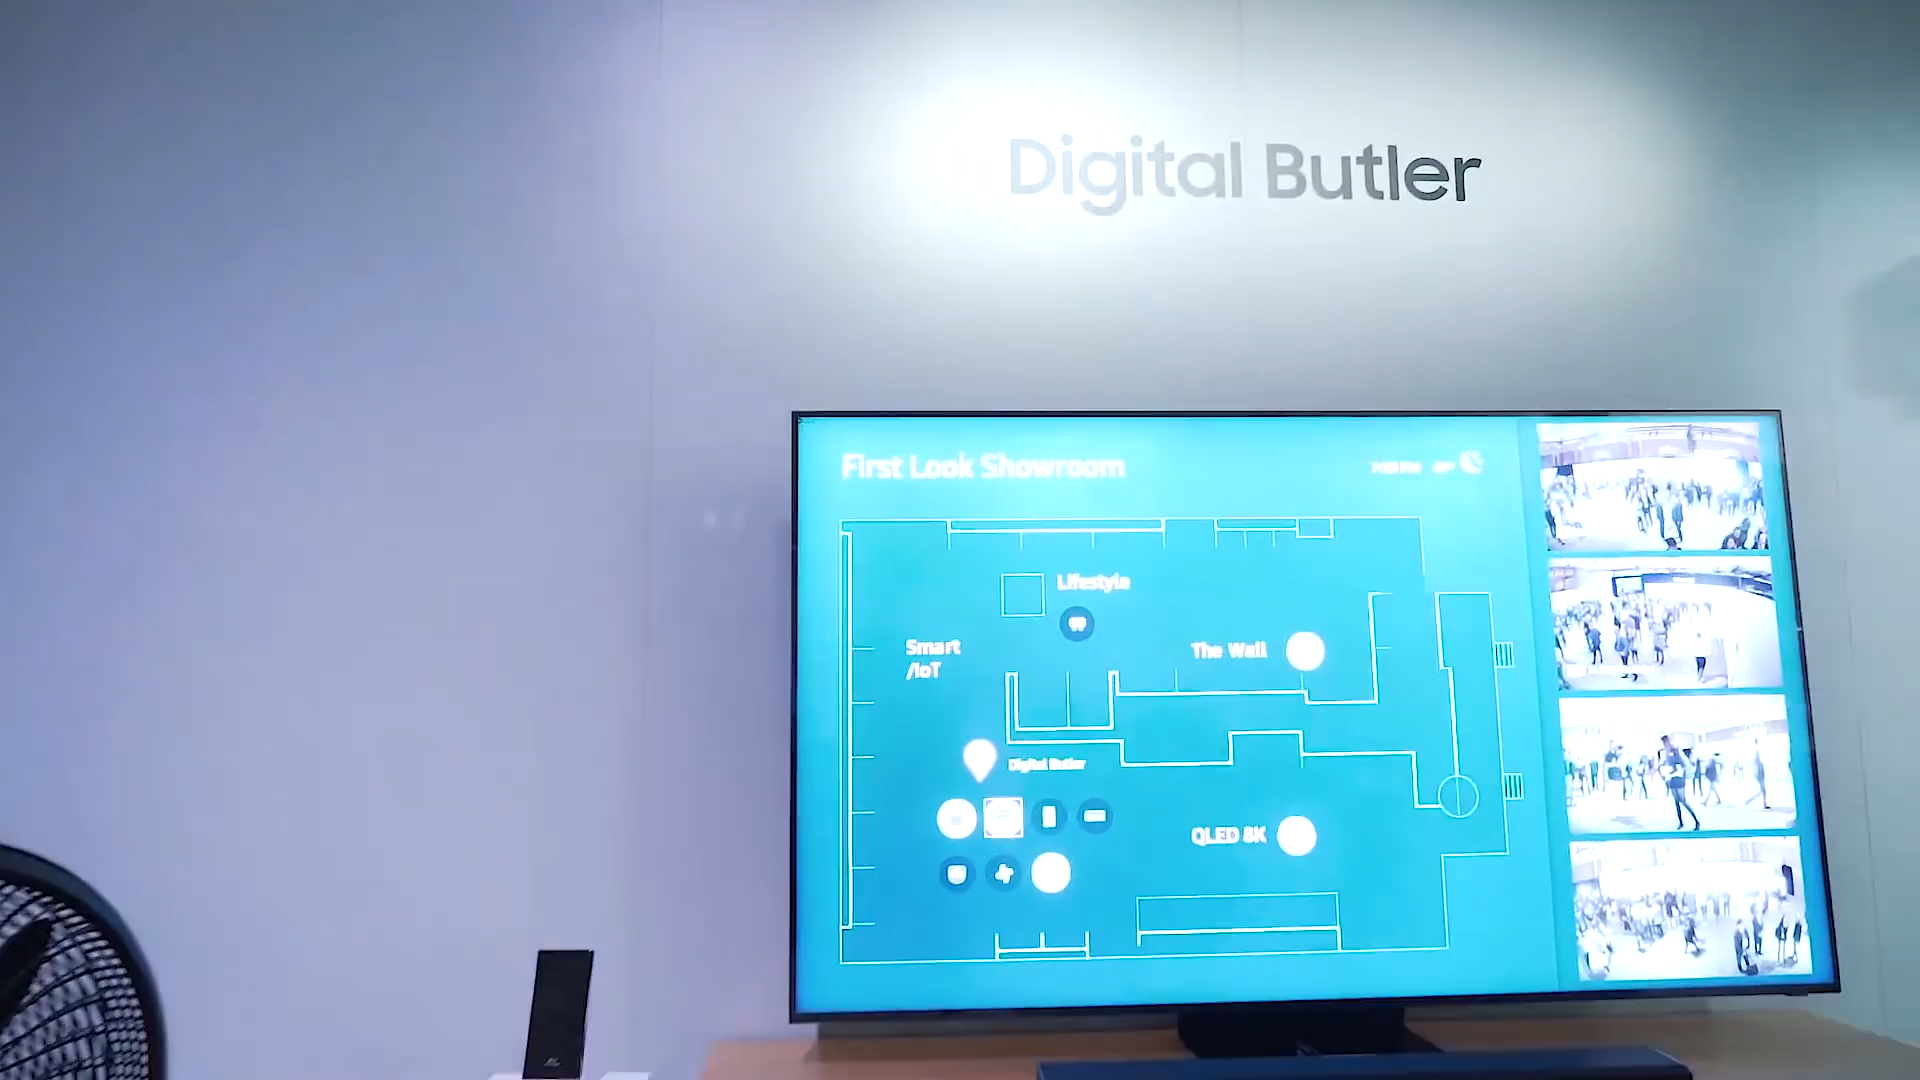 Digital Butler
First Look Showroom
Lifestyle
Smart
/IoT
The Wall
Digital Butler
QLED 8K